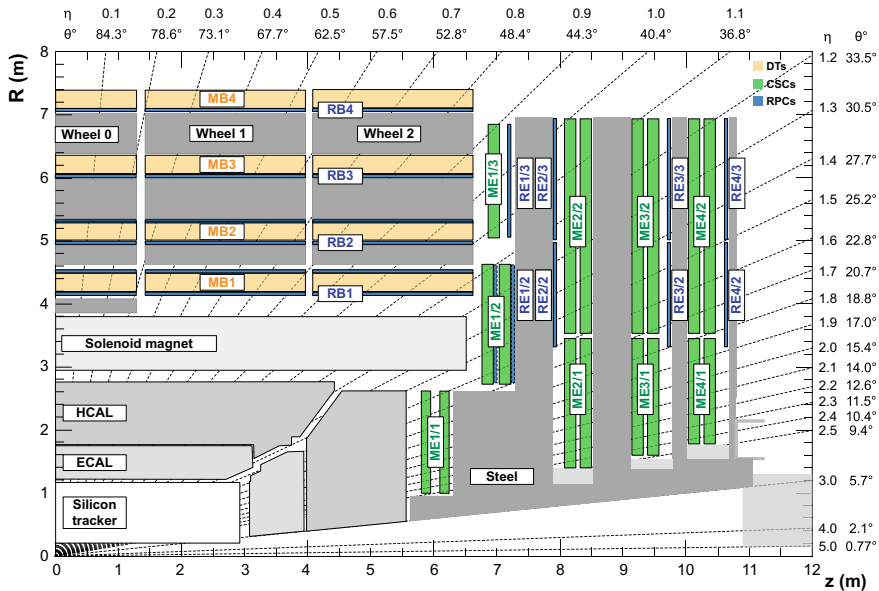 η 0.1 0.2 0.3 0.4 0.5 0.6 0.7 0.8 0.9 1.0 1.1
θ° 84.3° 78.6° 73.1° 67.7° 62.5° 57.5° 52.8° 48.4° 44.3° 40.4° 36.8° η θ°
R (m)
8
7
6
5
4
3
2
1
0
1.2 33.5°
1.3 30.5°
1.4 27.7°
1.5 25.2°
1.6 22.8°
1.7 20.7°
1.8 18.8°
1.9 17.0°
2.0 15.4°
2.1 14.0°
2.2 12.6°
2.3 11.5°
2.4 10.4°
2.5 9.4°
3.0 5.7°
4.0 2.1°
5.0 0.77°
DTs
CSCs
RPCs
MB4
RB4
Wheel 0 Wheel 1 Wheel 2
MB3
RB3
MB2
RB2
MB1
RB1
Solenoid magnet
HCAL
ECAL
Silicon
tracker
Steel
ME1/3
RE1/3
RE2/3
ME2/2
ME3/2
RE3/3
ME4/2
RE4/3
ME1/2
RE1/2
RE2/2
RE3/2
RE4/2
ME1/1
ME2/1
ME3/1
ME4/1
0 1 2 3 4 5 6 7 8 9 10 11 12
z (m)